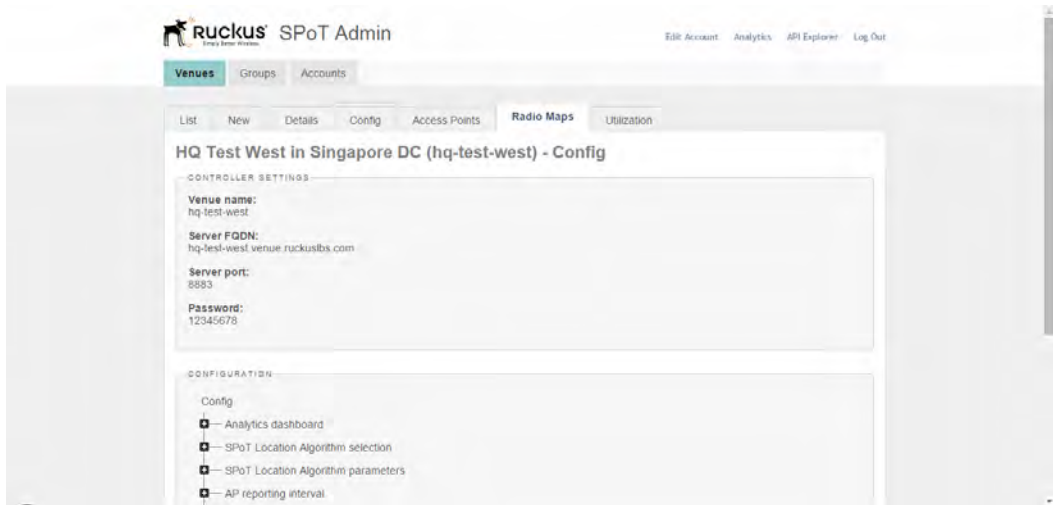 Ruckus SPoT Admin
Simply Better Wireless.
Edit Account Analytics API Explorer Log Out
Venues Groups Accounts
List New Details Config Access Points Radio Maps Utilization
HQ Test West in Singapore DC (hq-test-west) - Config
CONTROLLER SETTINGS
Venue name:
hq-test-west
Server FQDN:
hq-test-west.venue.ruckuslbs.com
Server port:
8883
Password:
12345678
CONFIGURATION
Config
Analytics dashboard
SPoT Location Algorithm selection
SPoT Location Algorithm parameters
AP reporting interval